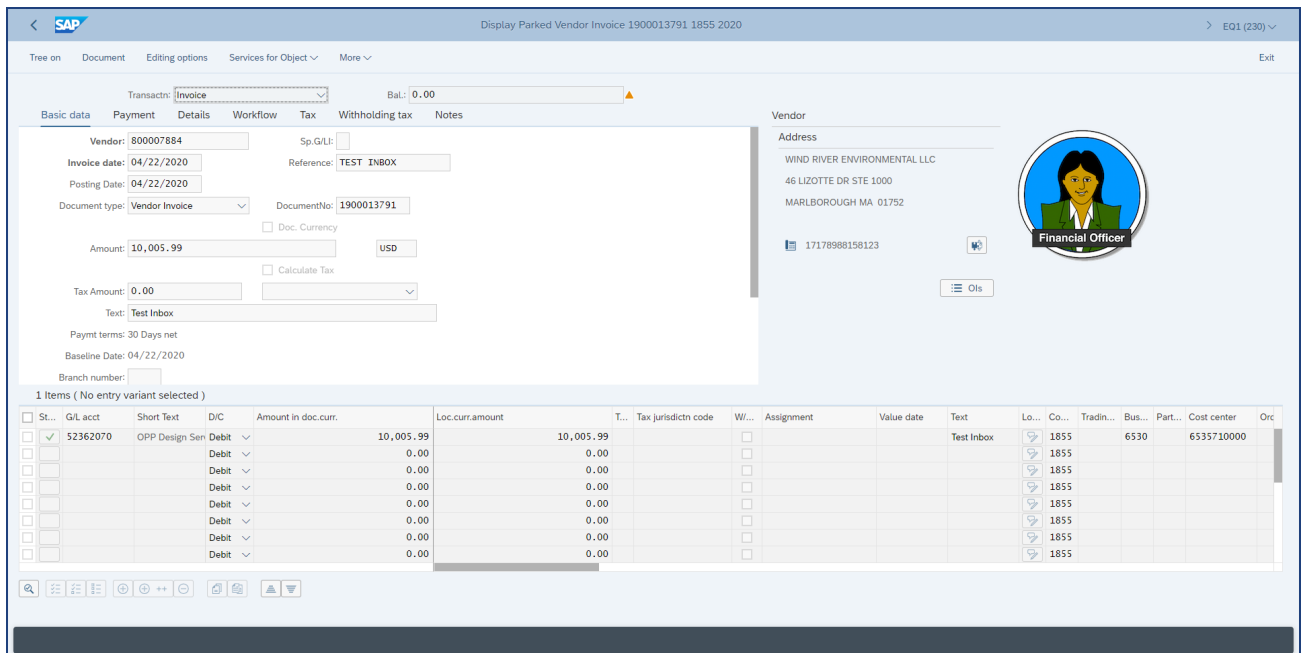 SAP Display Parked Vendor Invoice 1900013791 1855 2020 EQ1 (230)
Tree on Document Editing options Services for Object More Exit
Transactn: Invoice Bal.: 0.00
Basic data Payment Details Workflow Tax Withholding tax Notes
Vendor: 800007884 Sp.G/LI:
Invoice date: 04/22/2020 Reference: TEST INBOX
Posting Date: 04/22/2020
Document type: Vendor Invoice DocumentNo: 1900013791
Doc. Currency
Amount: 10,005.99 USD
Calculate Tax
Tax Amount: 0.00
Text: Test Inbox
Paymt terms: 30 Days net
Baseline Date: 04/22/2020
Branch number:
Vendor
Address
WIND RIVER ENVIRONMENTAL LLC
46 LIZOTTE DR STE 1000
MARLBOROUGH MA 01752
17178988158123
OIs
Financial Officer
1 Items ( No entry variant selected )
St... G/L acct Short Text D/C Amount in doc.curr. Loc.curr.amount T... Tax jurisdictn code W/... Assignment Value date Text Lo... Co... Tradin... Bus... Part... Cost center Orc
52362070 OPP Design Ser Debit 10,005.99 10,005.99 Test Inbox 1855 6530 6535710000
Debit 0.00 0.00 1855
Debit 0.00 0.00 1855
Debit 0.00 0.00 1855
Debit 0.00 0.00 1855
Debit 0.00 0.00 1855
Debit 0.00 0.00 1855
Debit 0.00 0.00 1855